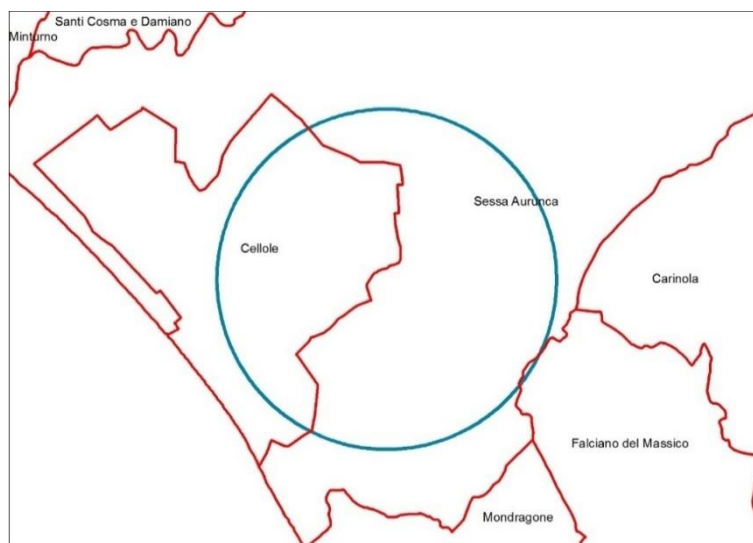 Santi Cosma e Damiano
Minturno
Sessa Aurunca
Cellole
Carinola
Falciano del Massico
Mondragone